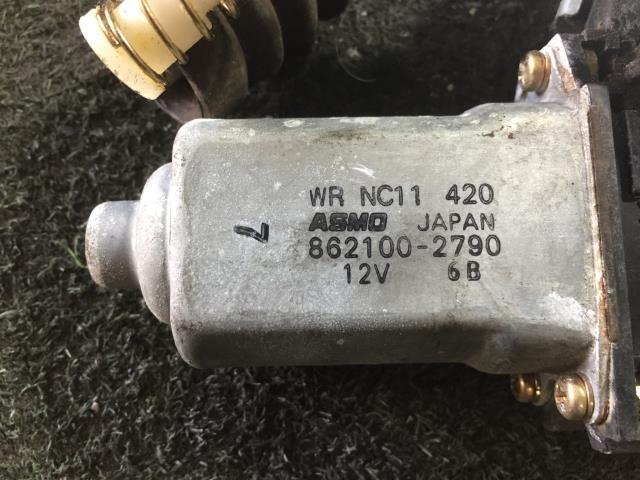 WR NC11 420
ASMO JAPAN
862100-2790
12V 6B